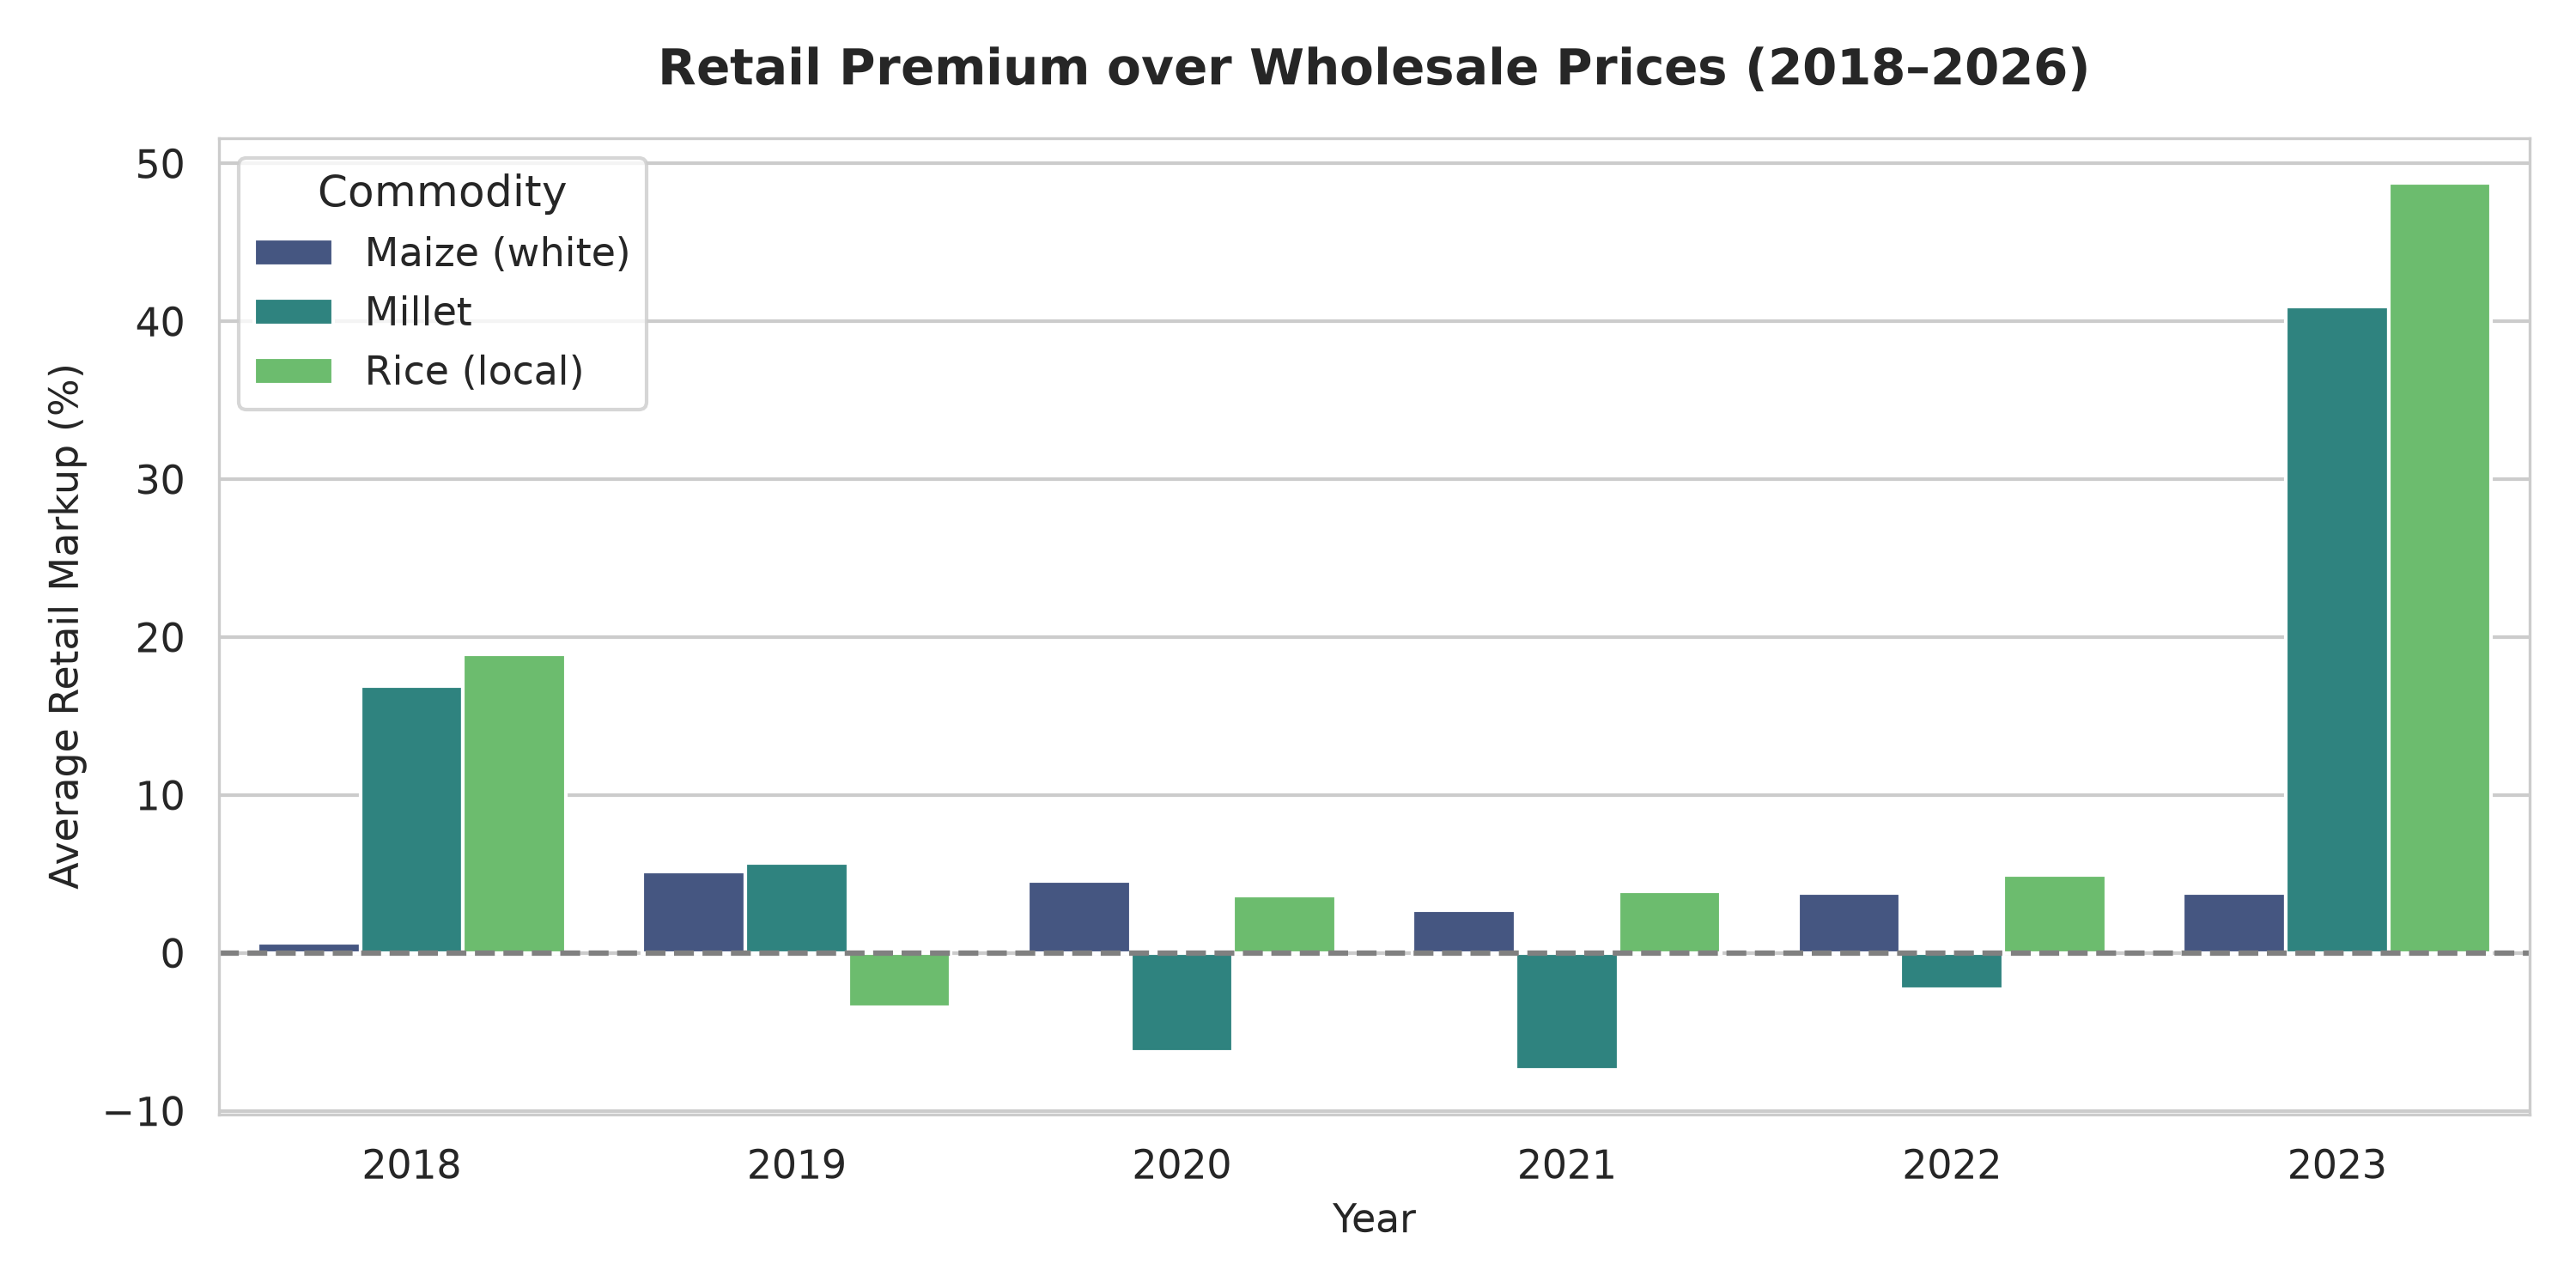 Retail Premium over Wholesale Prices (2018–2026)
Commodity
Maize (white)
Millet
Rice (local)
Average Retail Markup (%)
50
40
30
20
10
0
−10
2018 2019 2020 2021 2022 2023
Year